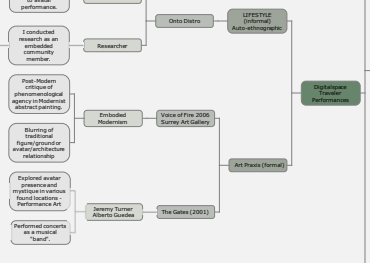 to avatar
performance.
Onto Distro
LIFESTYLE
(informal)
Auto-ethnographic
I conducted
research as an
embedded
community
member.
Researcher
Post-Modern
critique of
phenomenological
agency in Modernist
abstract painting.
Digitalspace
Traveler
Performances
Embodied
Modernism
Voice of Fire 2006
Surrey Art Gallery
Blurring of
traditional
figure/ground or
avatar/architecture
relationship
Art Praxis (formal)
Explored avatar
presence and
mystique in various
found locations -
Performance Art
Jeremy Turner
Alberto Guedea
The Gates (2001)
Performed concerts
as a musical
"band".